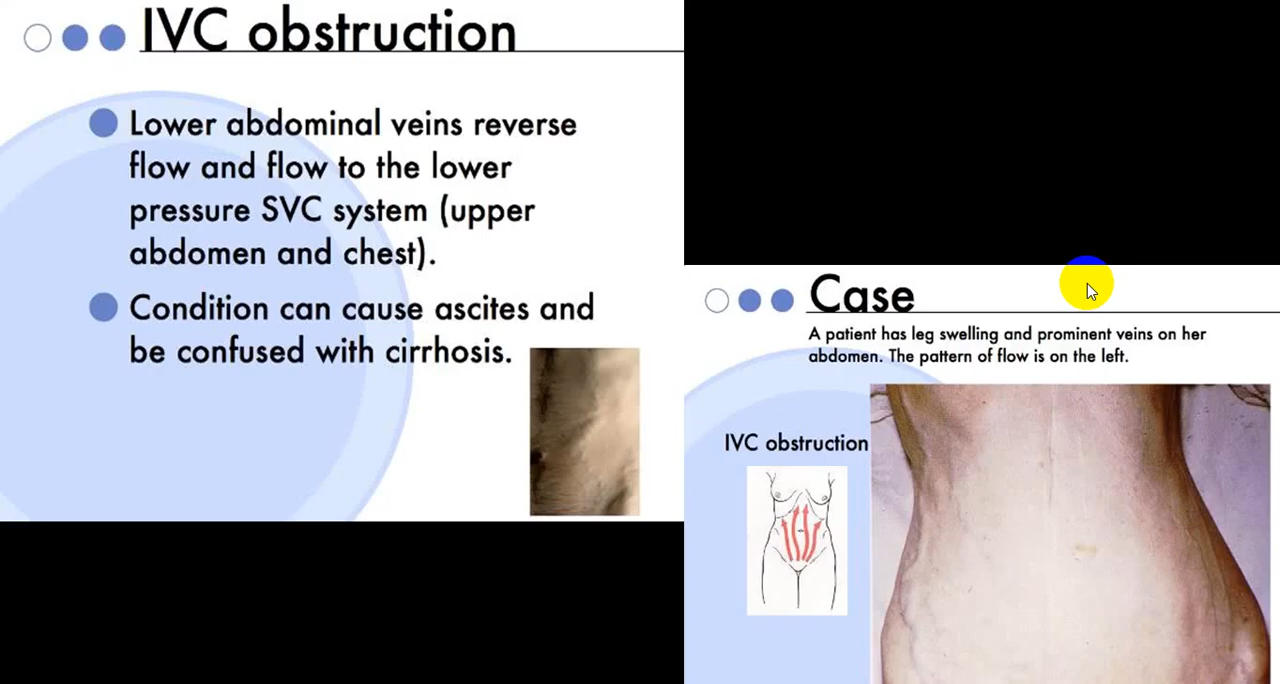 IVC obstruction
Lower abdominal veins reverse
flow and flow to the lower
pressure SVC system (upper
abdomen and chest).
Condition can cause ascites and
be confused with cirrhosis.
Case
A patient has leg swelling and prominent veins on her
abdomen. The pattern of flow is on the left.
IVC obstruction